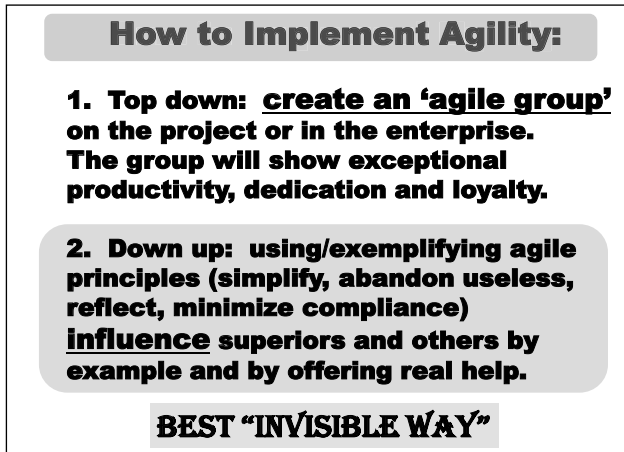 How to Implement Agility:
1. Top down: create an ‘agile group’
on the project or in the enterprise.
The group will show exceptional
productivity, dedication and loyalty.
2. Down up: using/exemplifying agile
principles (simplify, abandon useless,
reflect, minimize compliance)
influence superiors and others by
example and by offering real help.
BEST “INVISIBLE WAY”